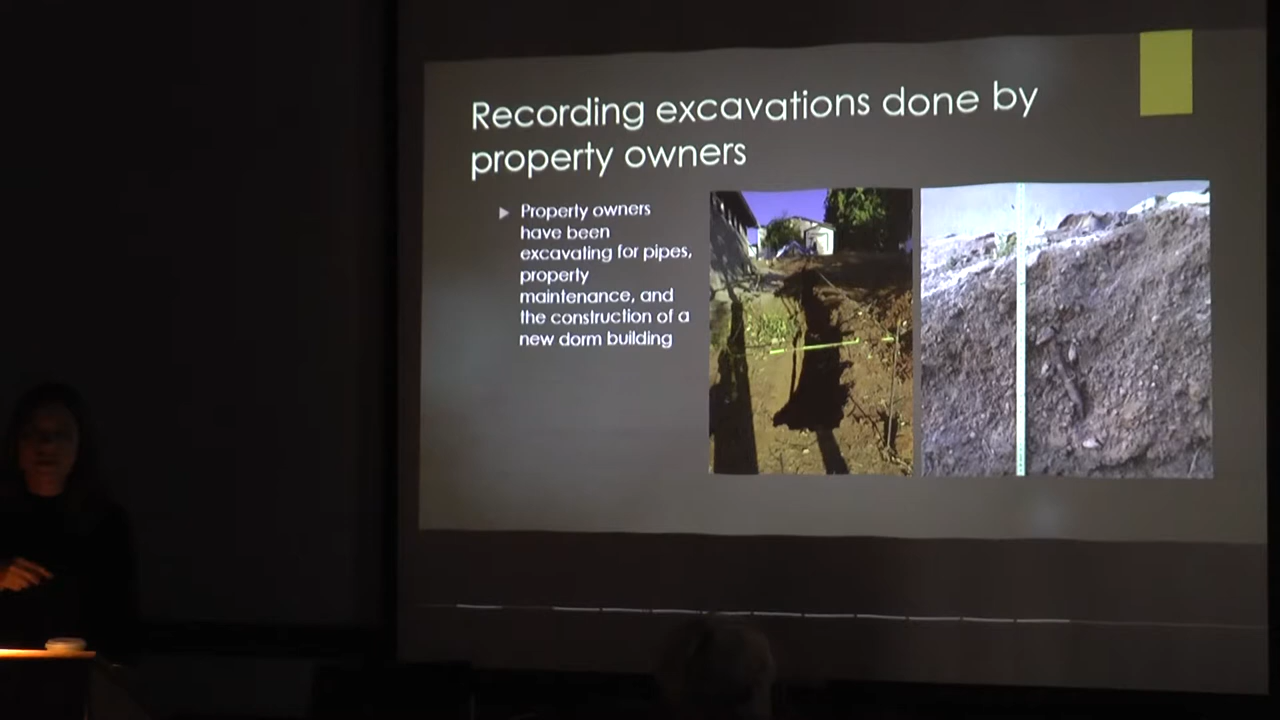 Recording excavations done by
property owners
Property owners
have been
excavating for pipes,
property
maintenance, and
the construction of a
new dorm building